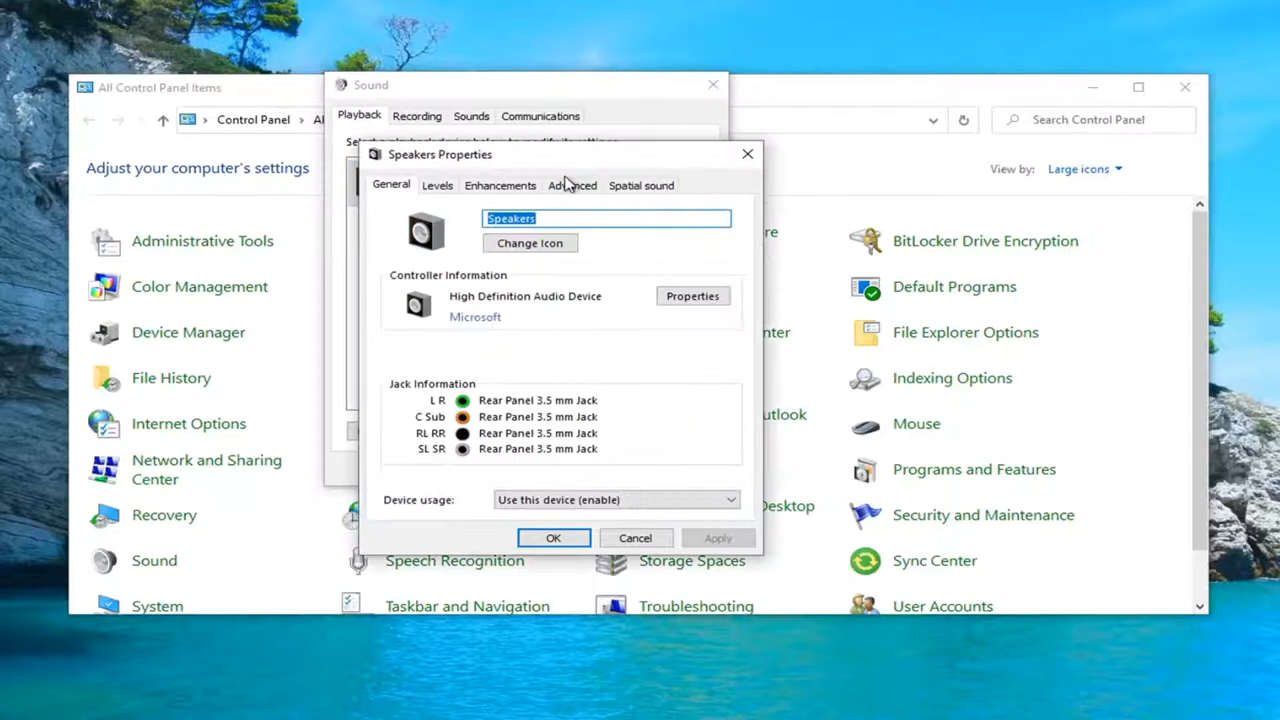 All Control Panel Items
Control Panel
Al
Search Control Panel
Adjust your computer's settings
View by:
Large icons
Administrative Tools
Color Management
Device Manager
File History
Internet Options
Network and Sharing
Center
Recovery
Sound
System
Speech Recognition
Taskbar and Navigation
Storage Spaces
Troubleshooting
BitLocker Drive Encryption
Default Programs
File Explorer Options
Indexing Options
Mouse
Programs and Features
Security and Maintenance
Sync Center
User Accounts
re
nter
utlook
Desktop
Sound
Playback
Recording
Sounds
Communications
Speakers Properties
General
Levels
Enhancements
Advanced
Spatial sound
Speakers
Change Icon
Controller Information
High Definition Audio Device
Properties
Microsoft
Jack Information
L R Rear Panel 3.5 mm Jack
C Sub Rear Panel 3.5 mm Jack
RL RR Rear Panel 3.5 mm Jack
SL SR Rear Panel 3.5 mm Jack
Device usage:
Use this device (enable)
OK
Cancel
Apply